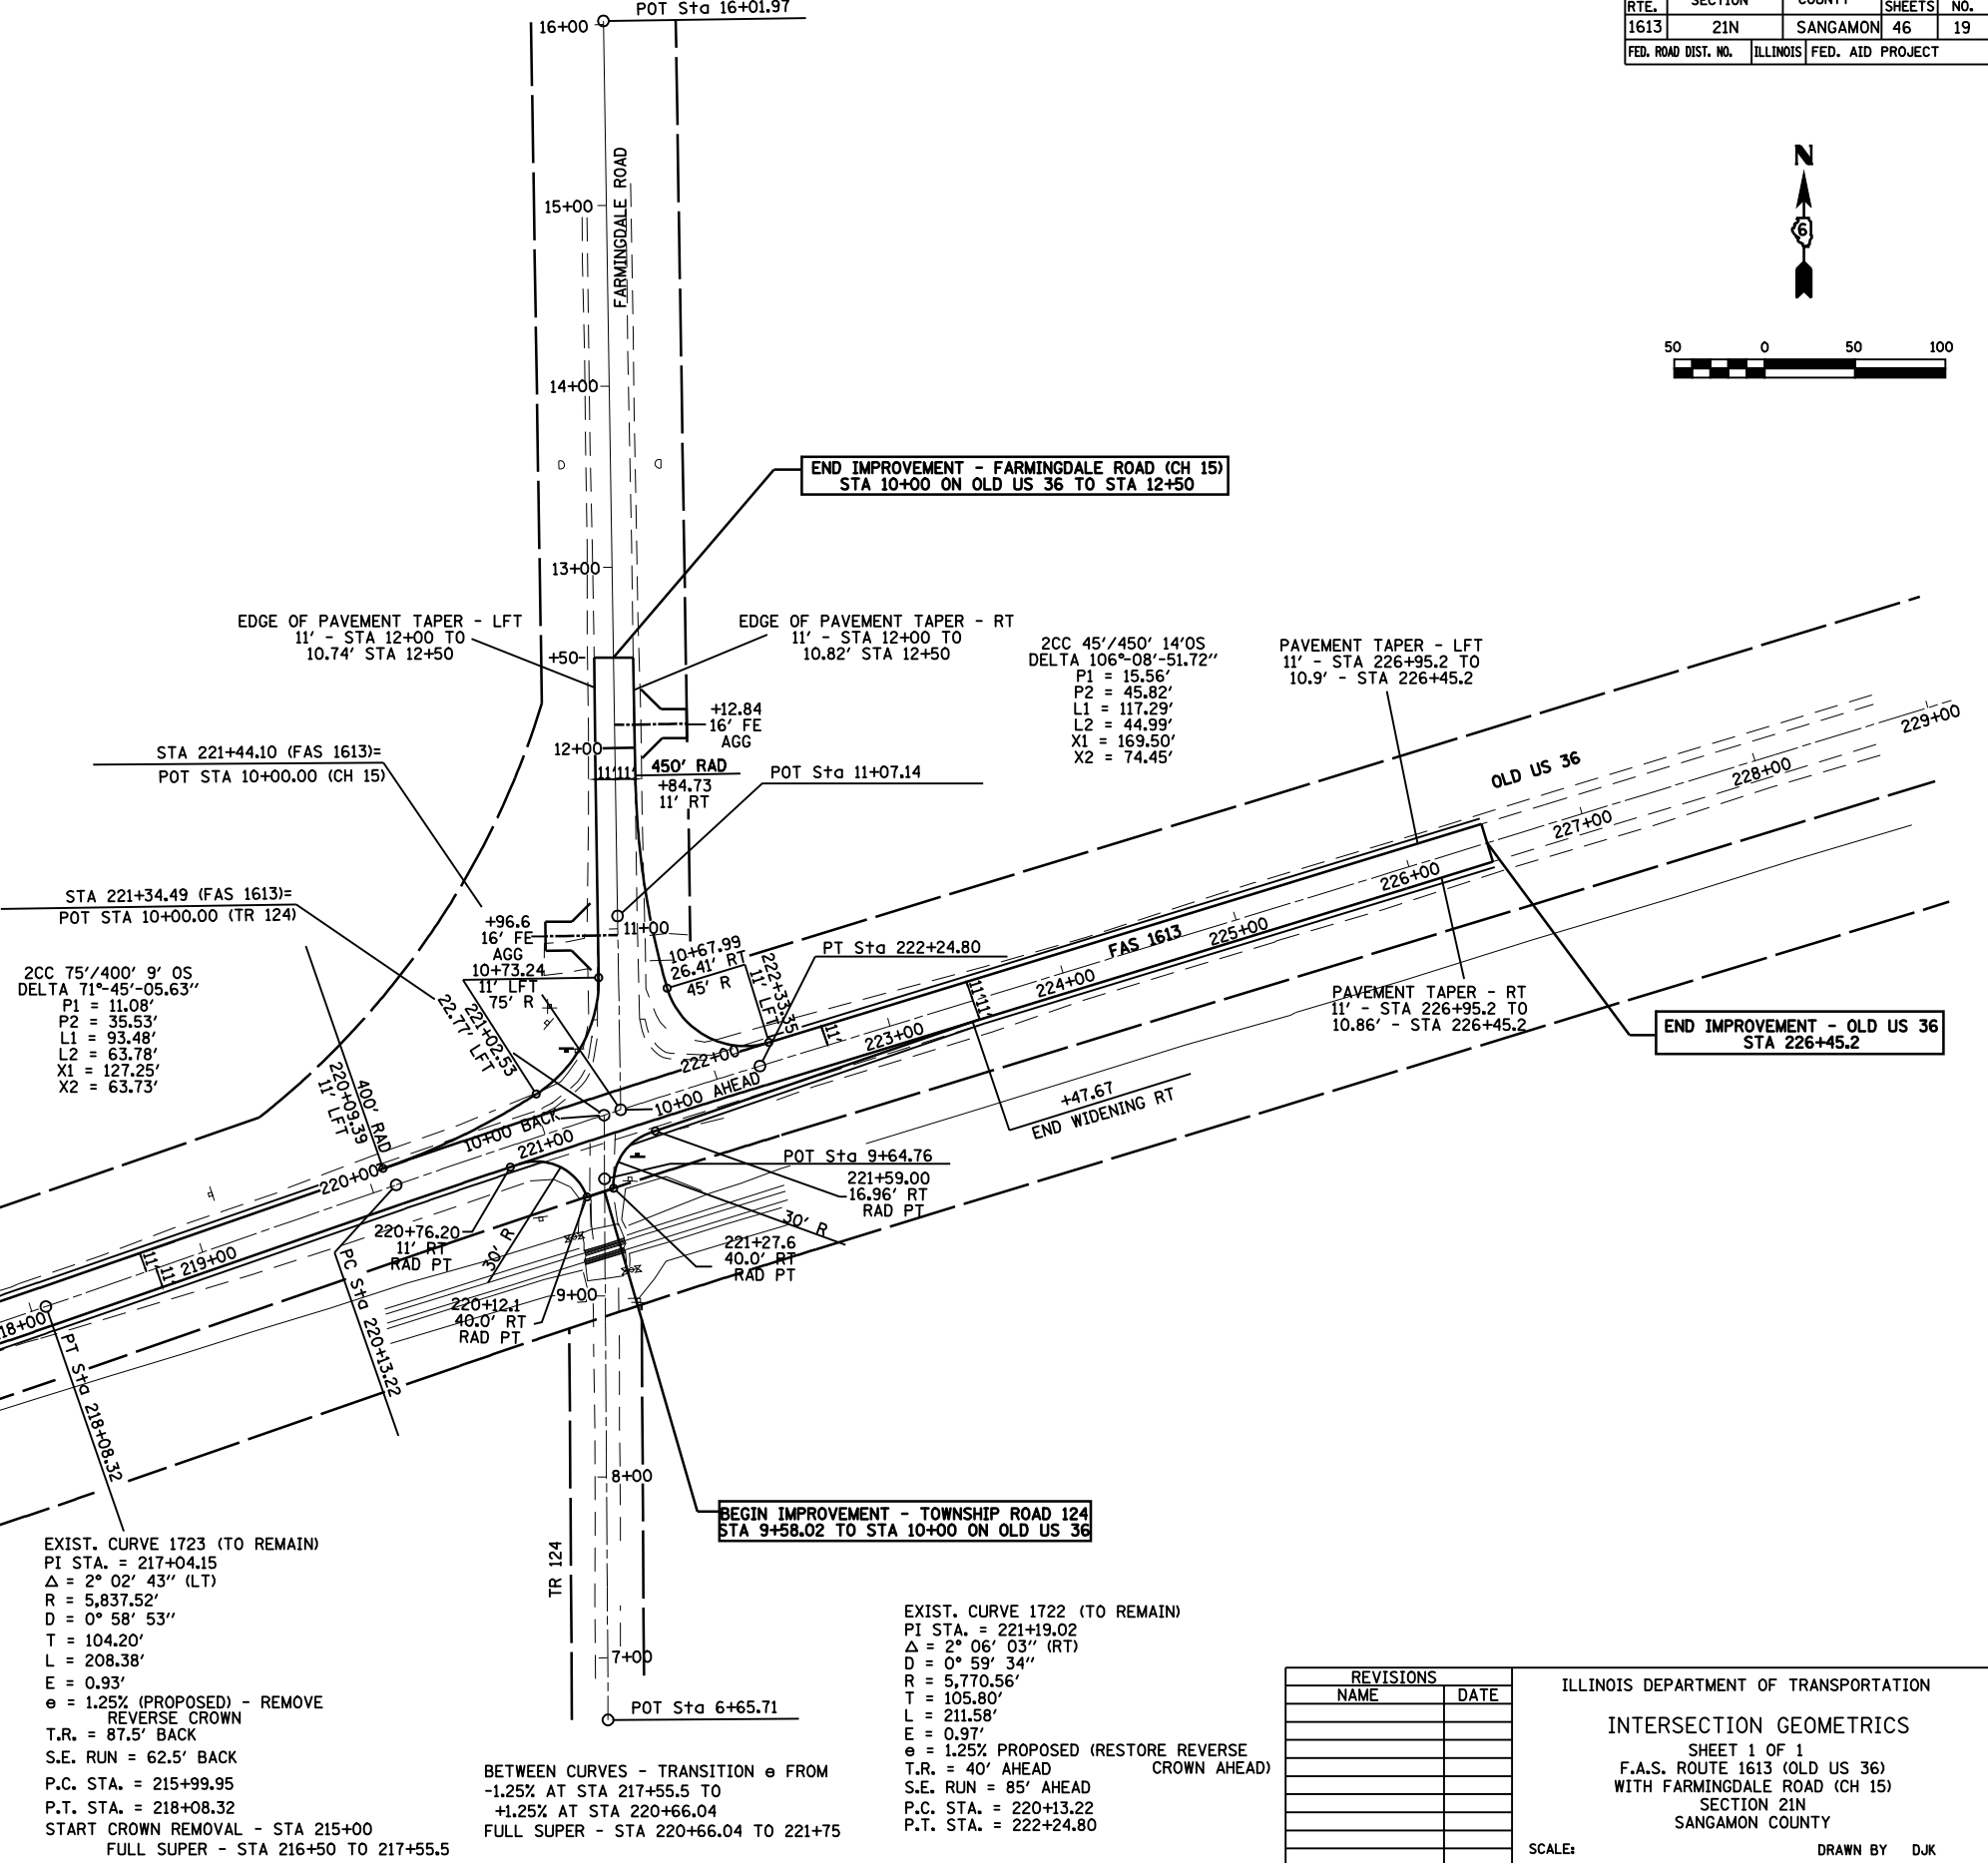 POT Sta 16+01.97
RTE.
SECTION
COUNTY
SHEETS
NO.
1613
21N
SANGAMON
46
19
FED. ROAD DIST. NO.
ILLINOIS
FED. AID PROJECT
16+00
FARMINGDALE ROAD
15+00
14+00
13+00
N
6
50
0
50
100
END IMPROVEMENT - FARMINGDALE ROAD (CH 15)
STA 10+00 ON OLD US 36 TO STA 12+50
EDGE OF PAVEMENT TAPER - LFT
11' - STA 12+00 TO
10.74' STA 12+50
+50-
EDGE OF PAVEMENT TAPER - RT
11' - STA 12+00 TO
10.82' STA 12+50
2CC 45'/450' 14'OS
DELTA 106°-08'-51.72''
P1 = 15.56'
P2 = 45.82'
L1 = 117.29'
L2 = 44.99'
X1 = 169.50'
X2 = 74.45'
PAVEMENT TAPER - LFT
11' - STA 226+95.2 TO
10.9' - STA 226+45.2
+12.84
16' FE
AGG
12+00
11'
11'
450' RAD
+84.73
11' RT
POT Sta 11+07.14
STA 221+44.10 (FAS 1613)=
POT STA 10+00.00 (CH 15)
OLD US 36
229+00
228+00
227+00
226+00
225+00
224+00
223+00
222+00
FAS 1613
STA 221+34.49 (FAS 1613)=
POT STA 10+00.00 (TR 124)
+96.6
16' FE
AGG
10+73.24
11' LFT
75' R
11+00
10+67.99
26.41' RT
45' R
222+33.35
11' LFT
PT Sta 222+24.80
11'
11'
11'
2CC 75'/400' 9' OS
DELTA 71°-45'-05.63''
P1 = 11.08'
P2 = 35.53'
L1 = 93.48'
L2 = 63.78'
X1 = 127.25'
X2 = 63.73'
221+02.53
22.77' LFT
400' RAD
220+09.39
11' LFT
PAVEMENT TAPER - RT
11' - STA 226+95.2 TO
10.86' - STA 226+45.2
END IMPROVEMENT - OLD US 36
STA 226+45.2
10+00 AHEAD
10+00 BACK
221+00
220+00
219+00
18+00
11'
11'
+47.67
END WIDENING RT
POT Sta 9+64.76
221+59.00
16.96' RT
RAD PT
30' R
221+27.6
40.0' RT
RAD PT
220+76.20
11' RT
RAD PT
30' R
220+12.1
40.0' RT
RAD PT
9+00
PC Sta 220+13.22
PT Sta 218+08.32
8+00
BEGIN IMPROVEMENT - TOWNSHIP ROAD 124
STA 9+58.02 TO STA 10+00 ON OLD US 36
TR 124
7+00
POT Sta 6+65.71
EXIST. CURVE 1723 (TO REMAIN)
PI STA. = 217+04.15
Δ = 2° 02' 43'' (LT)
R = 5,837.52'
D = 0° 58' 53''
T = 104.20'
L = 208.38'
E = 0.93'
e = 1.25% (PROPOSED) - REMOVE
REVERSE CROWN
T.R. = 87.5' BACK
S.E. RUN = 62.5' BACK
P.C. STA. = 215+99.95
P.T. STA. = 218+08.32
START CROWN REMOVAL - STA 215+00
FULL SUPER - STA 216+50 TO 217+55.5
BETWEEN CURVES - TRANSITION e FROM
-1.25% AT STA 217+55.5 TO
+1.25% AT STA 220+66.04
FULL SUPER - STA 220+66.04 TO 221+75
EXIST. CURVE 1722 (TO REMAIN)
PI STA. = 221+19.02
Δ = 2° 06' 03'' (RT)
D = 0° 59' 34''
R = 5,770.56'
T = 105.80'
L = 211.58'
E = 0.97'
e = 1.25% PROPOSED (RESTORE REVERSE
T.R. = 40' AHEAD CROWN AHEAD)
S.E. RUN = 85' AHEAD
P.C. STA. = 220+13.22
P.T. STA. = 222+24.80
REVISIONS
NAME
DATE
ILLINOIS DEPARTMENT OF TRANSPORTATION
INTERSECTION GEOMETRICS
SHEET 1 OF 1
F.A.S. ROUTE 1613 (OLD US 36)
WITH FARMINGDALE ROAD (CH 15)
SECTION 21N
SANGAMON COUNTY
SCALE:
DRAWN BY DJK